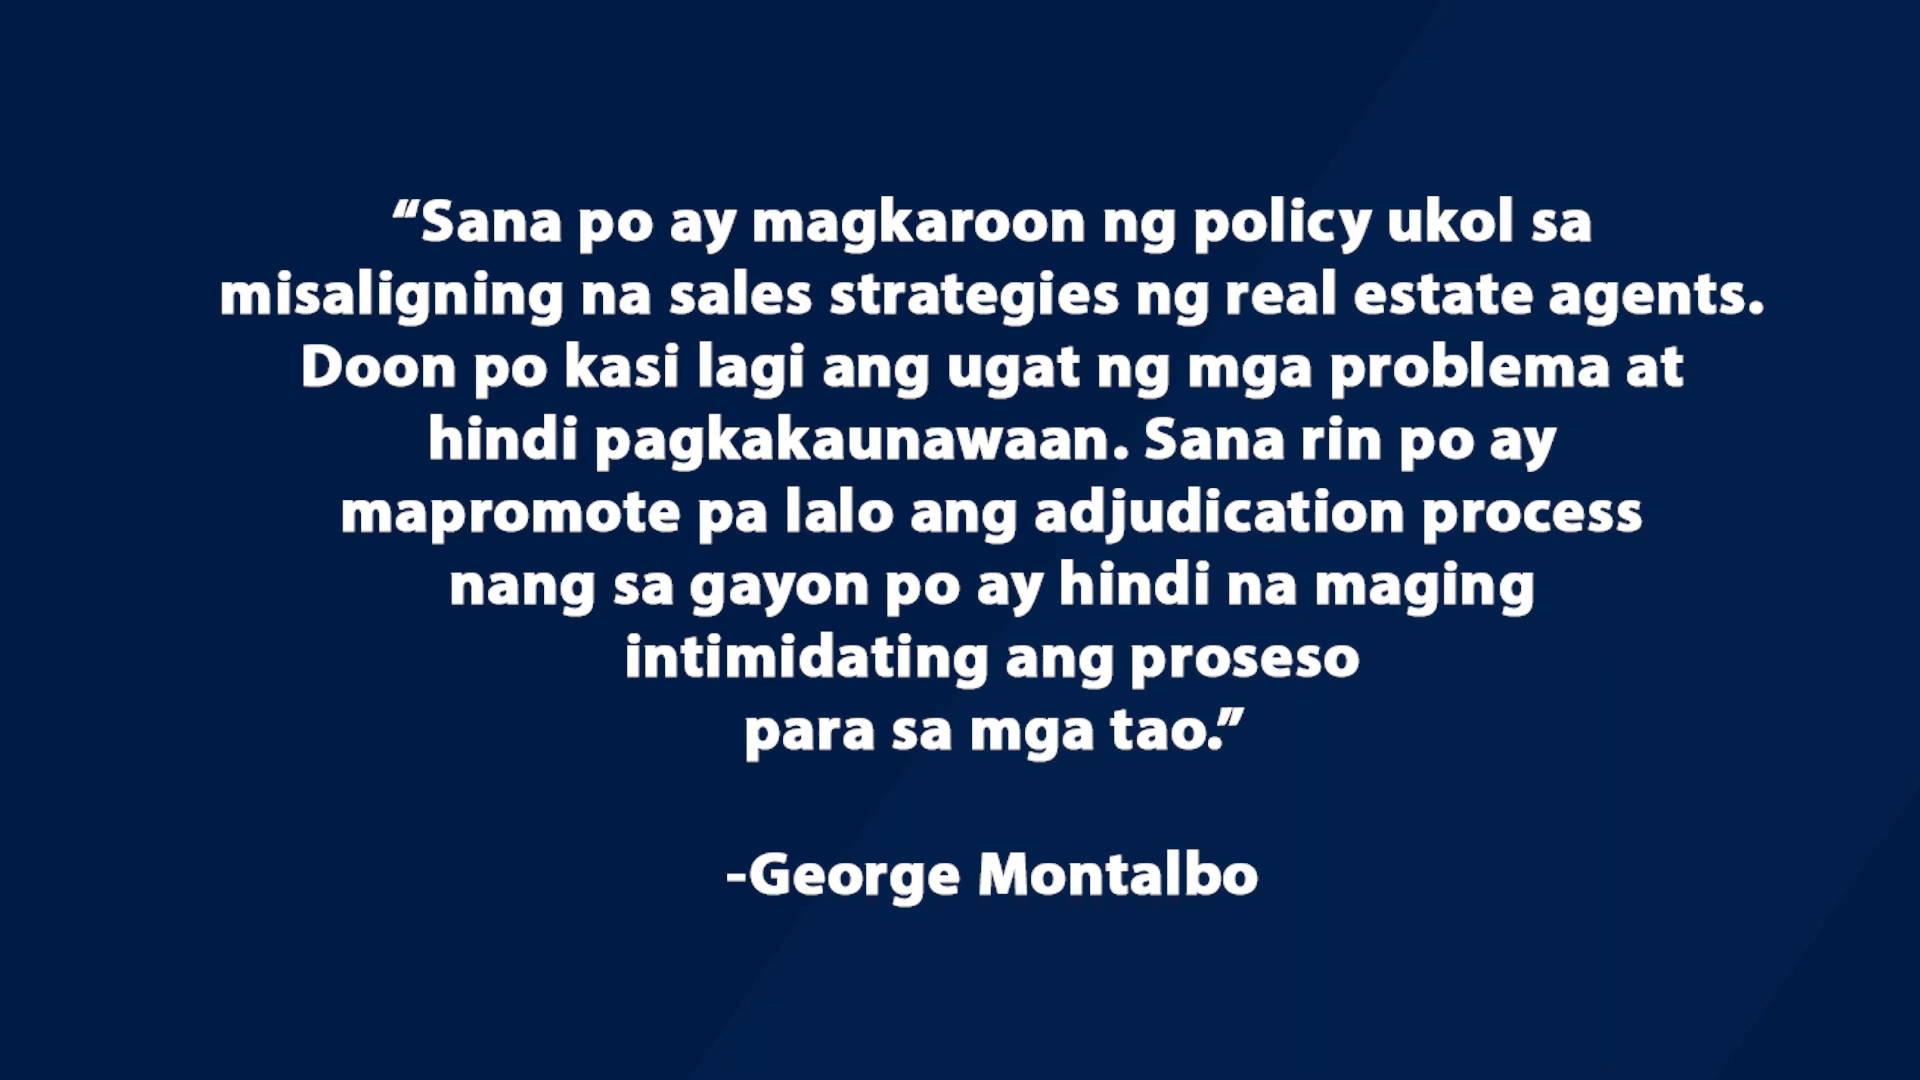 “Sana po ay magkaroon ng policy ukol sa
misaligning na sales strategies ng real estate agents.
Doon po kasi lagi ang ugat ng mga problema at
hindi pagkakaunawaan. Sana rin po ay
mapromote pa lalo ang adjudication process
nang sa gayon po ay hindi na maging
intimidating ang proseso
para sa mga tao.”
-George Montalbo